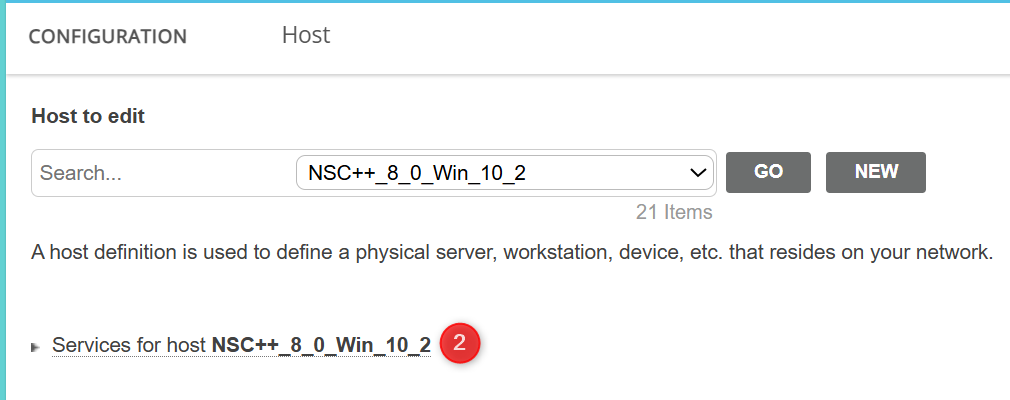 CONFIGURATION Host
Host to edit
Search... NSC++_8_0_Win_10_2 GO NEW
21 Items
A host definition is used to define a physical server, workstation, device, etc. that resides on your network.
Services for host NSC++_8_0_Win_10_2 2